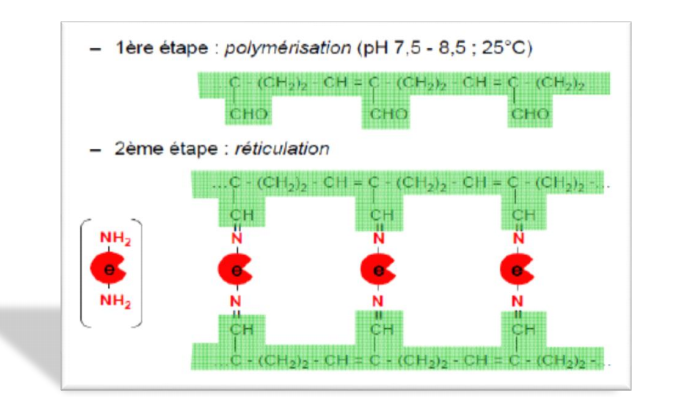 – 1ère étape : polymérisation (pH 7,5 - 8,5 ; 25°C)
C - (CH₂)₂ - CH = C - (CH₂)₂ - CH = C - (CH₂)₂
CHO CHO CHO
– 2ème étape : réticulation
...C - (CH₂)₂ - CH = C - (CH₂)₂ - CH = C - (CH₂)₂ -...
CH CH CH
NH₂ N N N
e e e e
NH₂ N N N
CH CH CH
...C - (CH₂)₂ - CH = C - (CH₂)₂ - CH = C - (CH₂)₂ -...